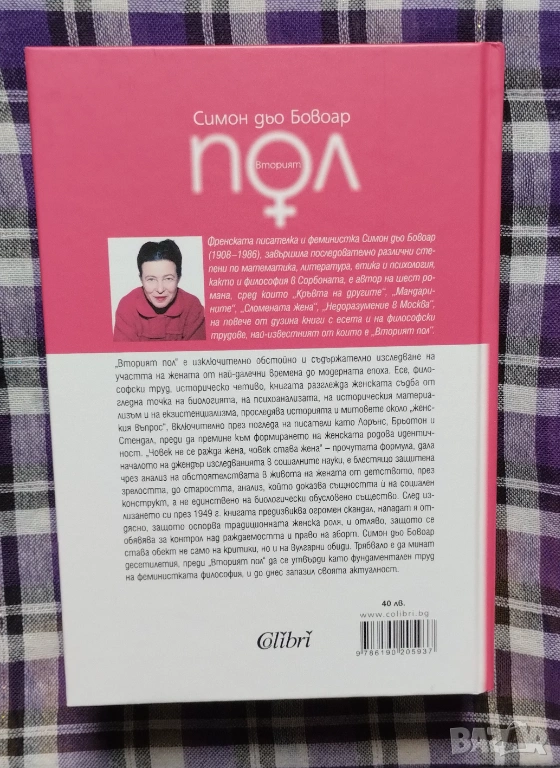 Симон дьо Бовоар
Вторият
ПОЛ
Френската писателка и феминистка Симон дьо Бовоар
(1908–1986), завършила последователно различни сте-
пени по математика, литература, етика и психология,
както и философия в Сорбоната, е автор на шест ро-
мана, сред които „Кръвта на другите", „Мандари-
ните", „Сломената жена", „Недоразумение в Москва",
на повече от дузина книги с есета и на философски
трудове, най-известният от които е „Вторият пол".
„Вторият пол" е изключително обстойно и съдържателно изследване на
участта на жената от най-далечни времена до модерната епоха. Есе, фило-
софски труд, историческо четиво, книгата разглежда женската съдба от
гледна точка на биологията, на психоанализата, на историческия материа-
лизъм и на екзистенциализма, проследява историята и митовете около „жен-
ския въпрос", включително през погледа на писатели като Лорънс, Брьотон и
Стендал, преди да премине към формирането на женската родова идентич-
ност. „Човек не се ражда жена, човек става жена" – прочутата формула, дала
началото на джендър изследванията в социалните науки, е блестящо защитена
чрез анализ на обстоятелствата в живота на жената от детството, през
зрелостта, до старостта, анализ, който доказва същността ѝ на социален
конструкт, а не единствено на биологически обусловено същество. След из-
лизането си през 1949 г. книгата предизвиква огромен скандал, нападат я от-
дясно, защото оспорва традиционната женска роля, и отляво, защото се
обявява за контрол над раждаемостта и право на аборт. Симон дьо Бовоар
става обект не само на критики, но и на вулгарни обиди. Трябвало е да минат
десетилетия, преди „Вторият пол" да се утвърди като фундаментален труд
на феминистката философия, и до днес запазил своята актуалност.
40 лв.
www.colibri.bg
Colibri
9 786190 205937
БАZАР